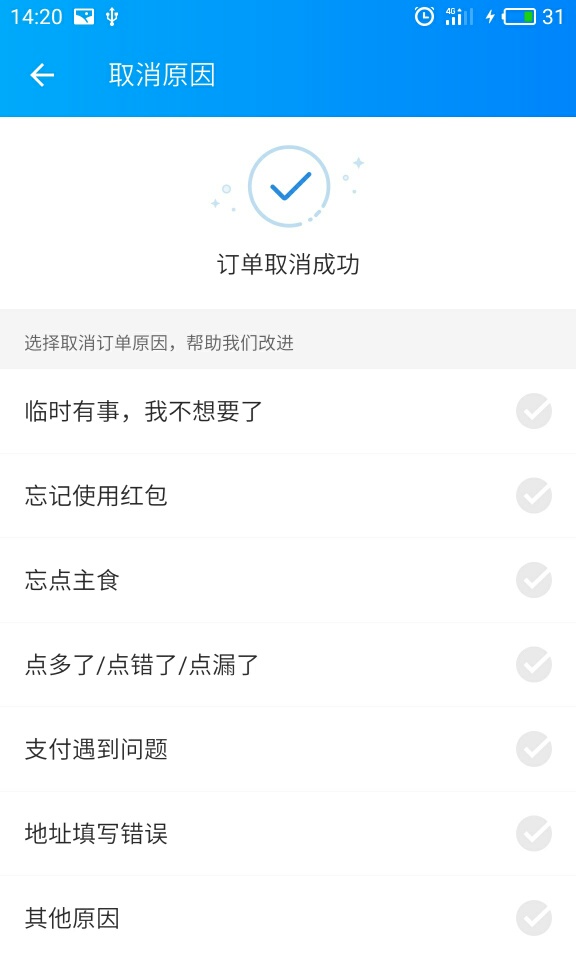 14:20 4G 31
取消原因
订单取消成功
选择取消订单原因，帮助我们改进
临时有事，我不想要了
忘记使用红包
忘点主食
点多了/点错了/点漏了
支付遇到问题
地址填写错误
其他原因